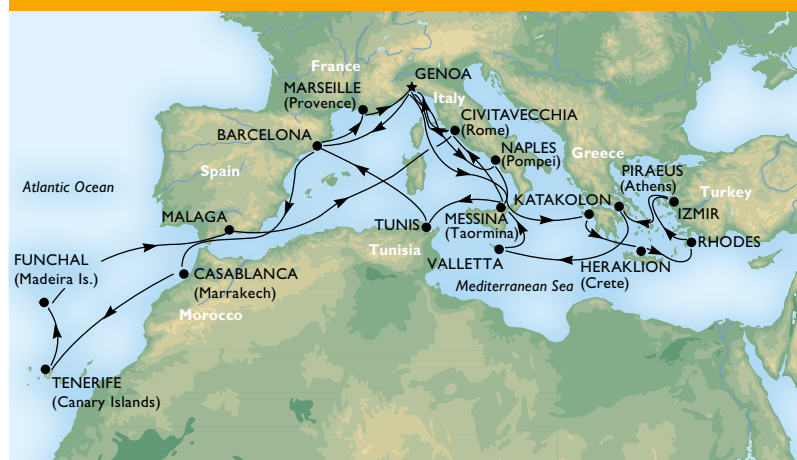 France
GENOA
MARSEILLE
(Provence)
Italy
CIVITAVECCHIA
(Rome)
BARCELONA
NAPLES
(Pompei)
Greece
PIRAEUS
(Athens)
Spain
Turkey
Atlantic Ocean
KATAKOLON
IZMIR
MALAGA
TUNIS
MESSINA
(Taormina)
RHODES
Tunisia
FUNCHAL
(Madeira Is.)
VALLETTA
HERAKLION
(Crete)
CASABLANCA
(Marrakech)
Mediterranean Sea
Morocco
TENERIFE
(Canary Islands)